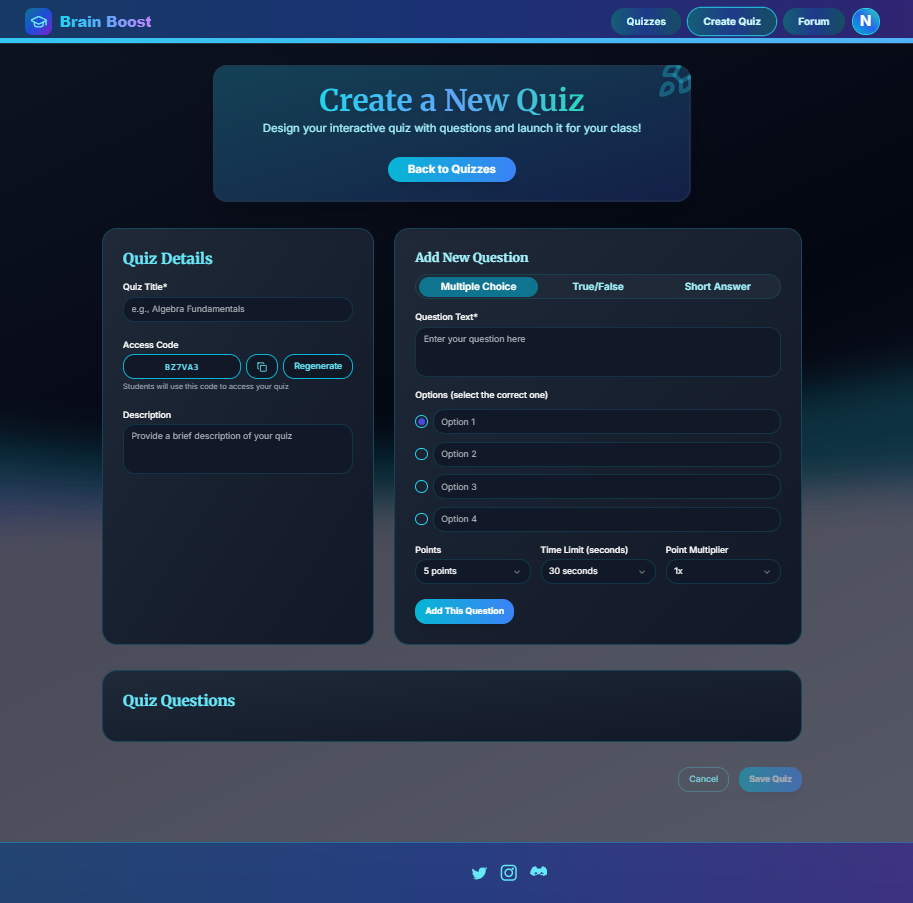 Brain Boost
Quizzes
Create Quiz
Forum
N
Create a New Quiz
Design your interactive quiz with questions and launch it for your class!
Back to Quizzes
Quiz Details
Quiz Title*
e.g., Algebra Fundamentals
Access Code
BZ7VA3
Regenerate
Students will use this code to access your quiz
Description
Provide a brief description of your quiz
Add New Question
Multiple Choice
True/False
Short Answer
Question Text*
Enter your question here
Options (select the correct one)
Option 1
Option 2
Option 3
Option 4
Points
Time Limit (seconds)
Point Multiplier
5 points
30 seconds
1x
Add This Question
Quiz Questions
Cancel
Save Quiz